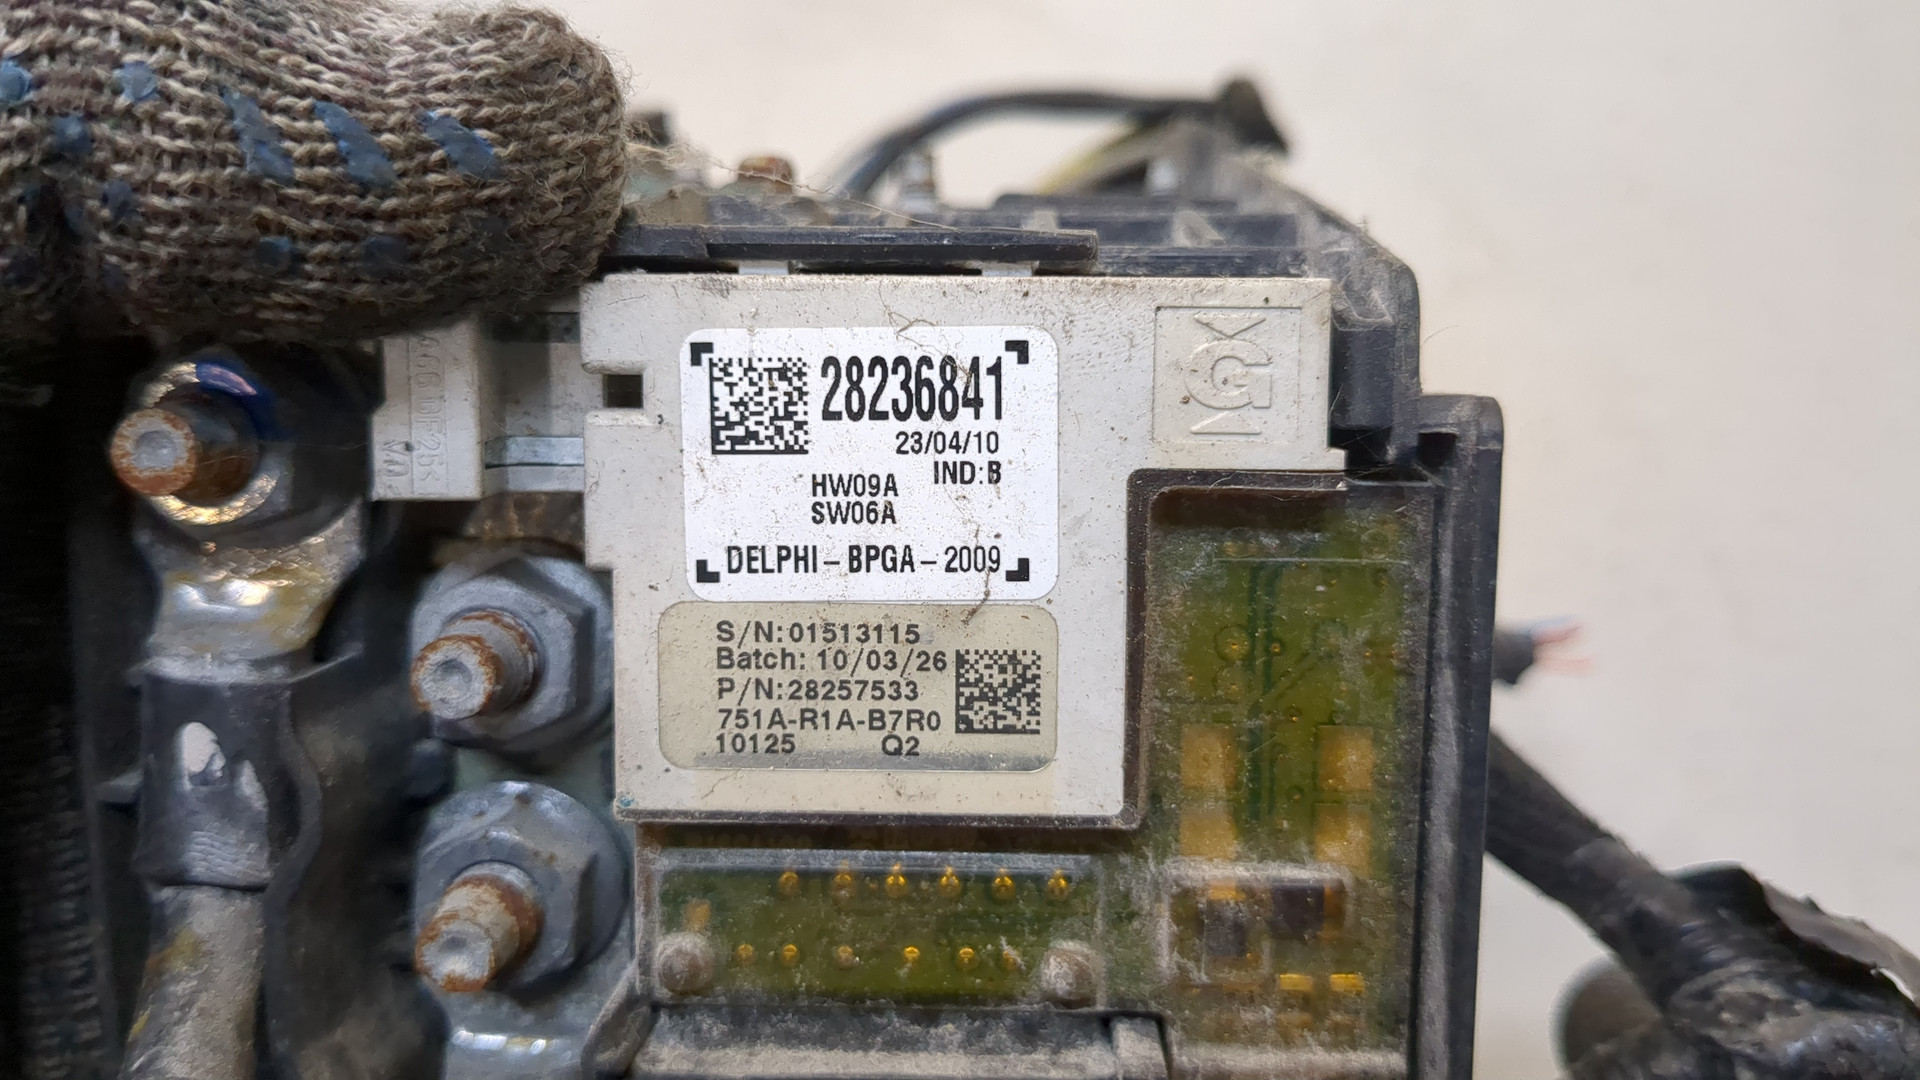 28236841
23/04/10
IND:B
HW09A
SW06A
DELPHI – BPGA – 2009
S/N:01513115
Batch: 10/03/26
P/N:28257533
751A-R1A-B7R0
10125 Q2